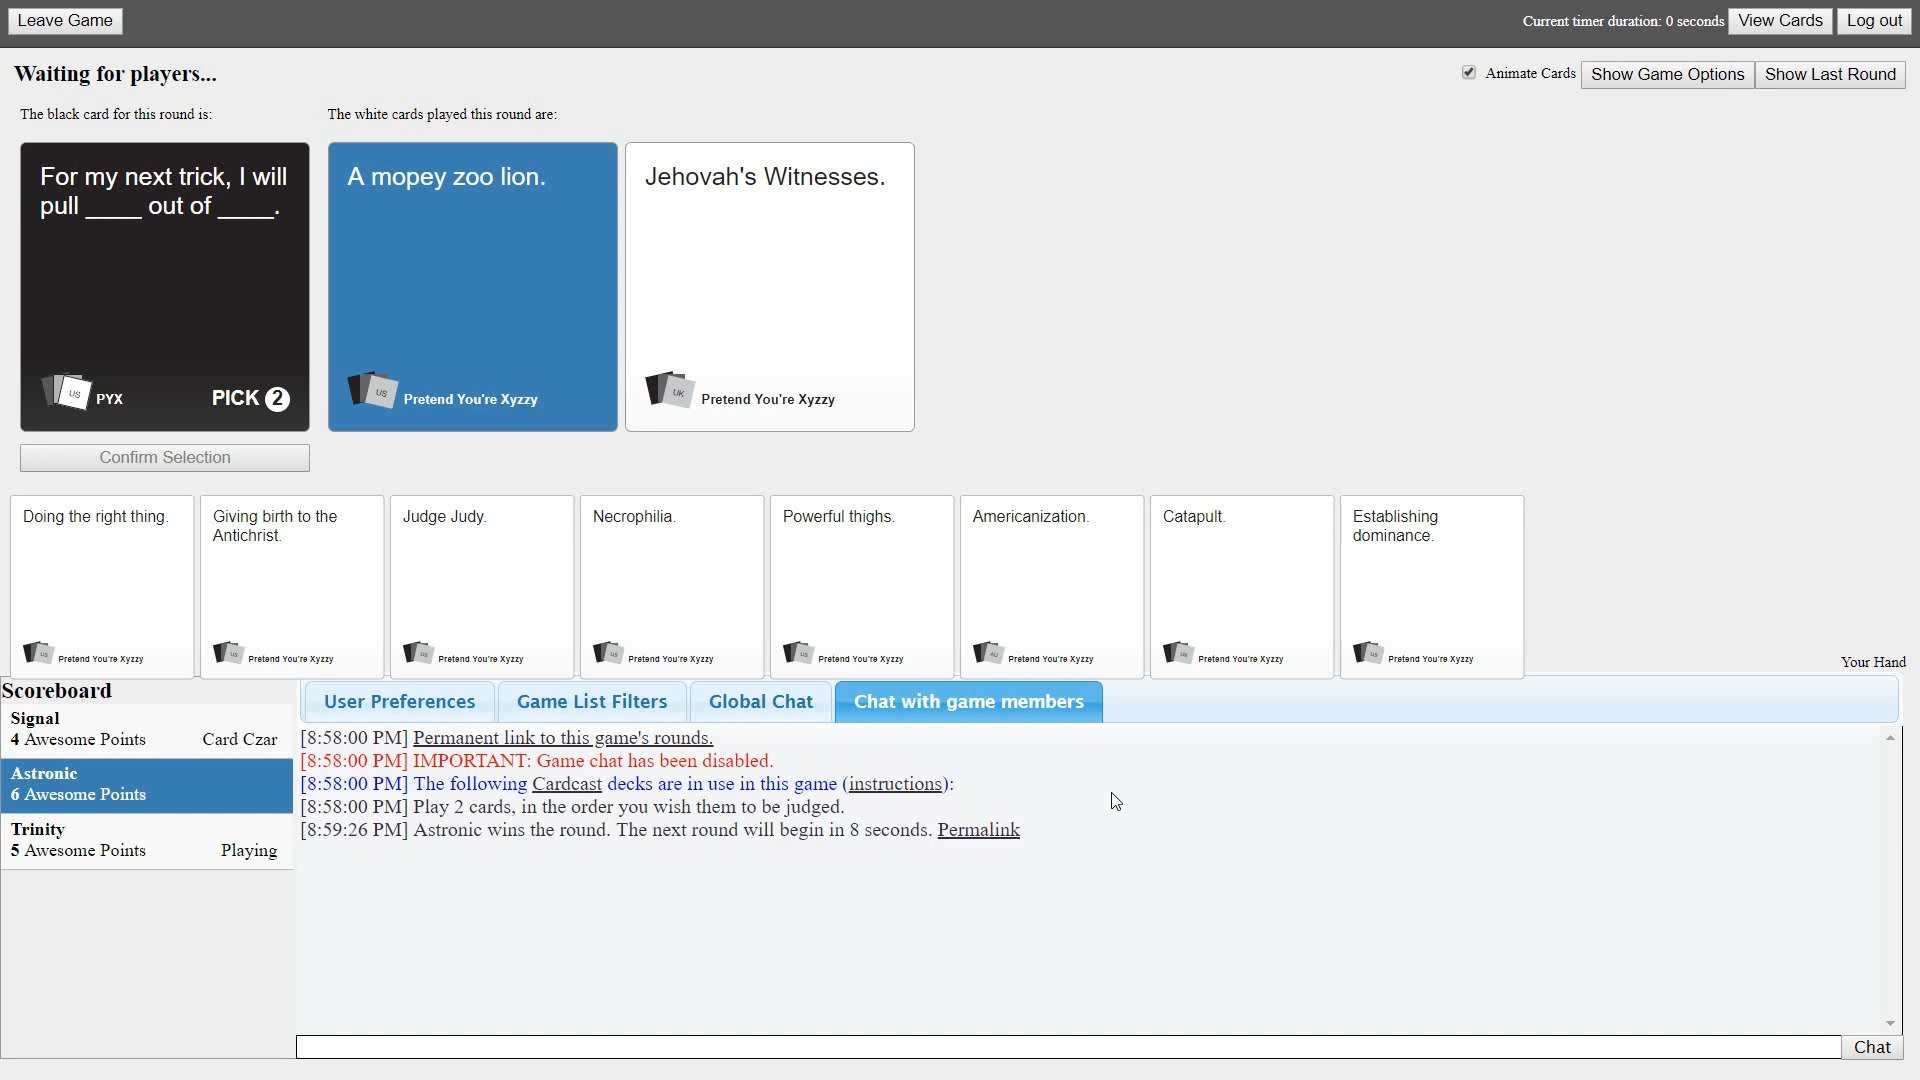 Leave Game
Current timer duration: 0 seconds
View Cards
Log out
Waiting for players...
Animate Cards
Show Game Options
Show Last Round
The black card for this round is:
The white cards played this round are:
For my next trick, I will
pull ____ out of ____.
US
PYX
PICK 2
A mopey zoo lion.
US
Pretend You're Xyzzy
Jehovah's Witnesses.
UK
Pretend You're Xyzzy
Confirm Selection
Doing the right thing.
US
Pretend You're Xyzzy
Giving birth to the
Antichrist.
US
Pretend You're Xyzzy
Judge Judy.
US
Pretend You're Xyzzy
Necrophilia.
US
Pretend You're Xyzzy
Powerful thighs.
US
Pretend You're Xyzzy
Americanization.
AU
Pretend You're Xyzzy
Catapult.
UK
Pretend You're Xyzzy
Establishing
dominance.
US
Pretend You're Xyzzy
Your Hand
Scoreboard
Signal
4 Awesome Points
Card Czar
Astronic
6 Awesome Points
Trinity
5 Awesome Points
Playing
User Preferences
Game List Filters
Global Chat
Chat with game members
[8:58:00 PM] Permanent link to this game's rounds.
[8:58:00 PM] IMPORTANT: Game chat has been disabled.
[8:58:00 PM] The following Cardcast decks are in use in this game (instructions):
[8:58:00 PM] Play 2 cards, in the order you wish them to be judged.
[8:59:26 PM] Astronic wins the round. The next round will begin in 8 seconds. Permalink
Chat